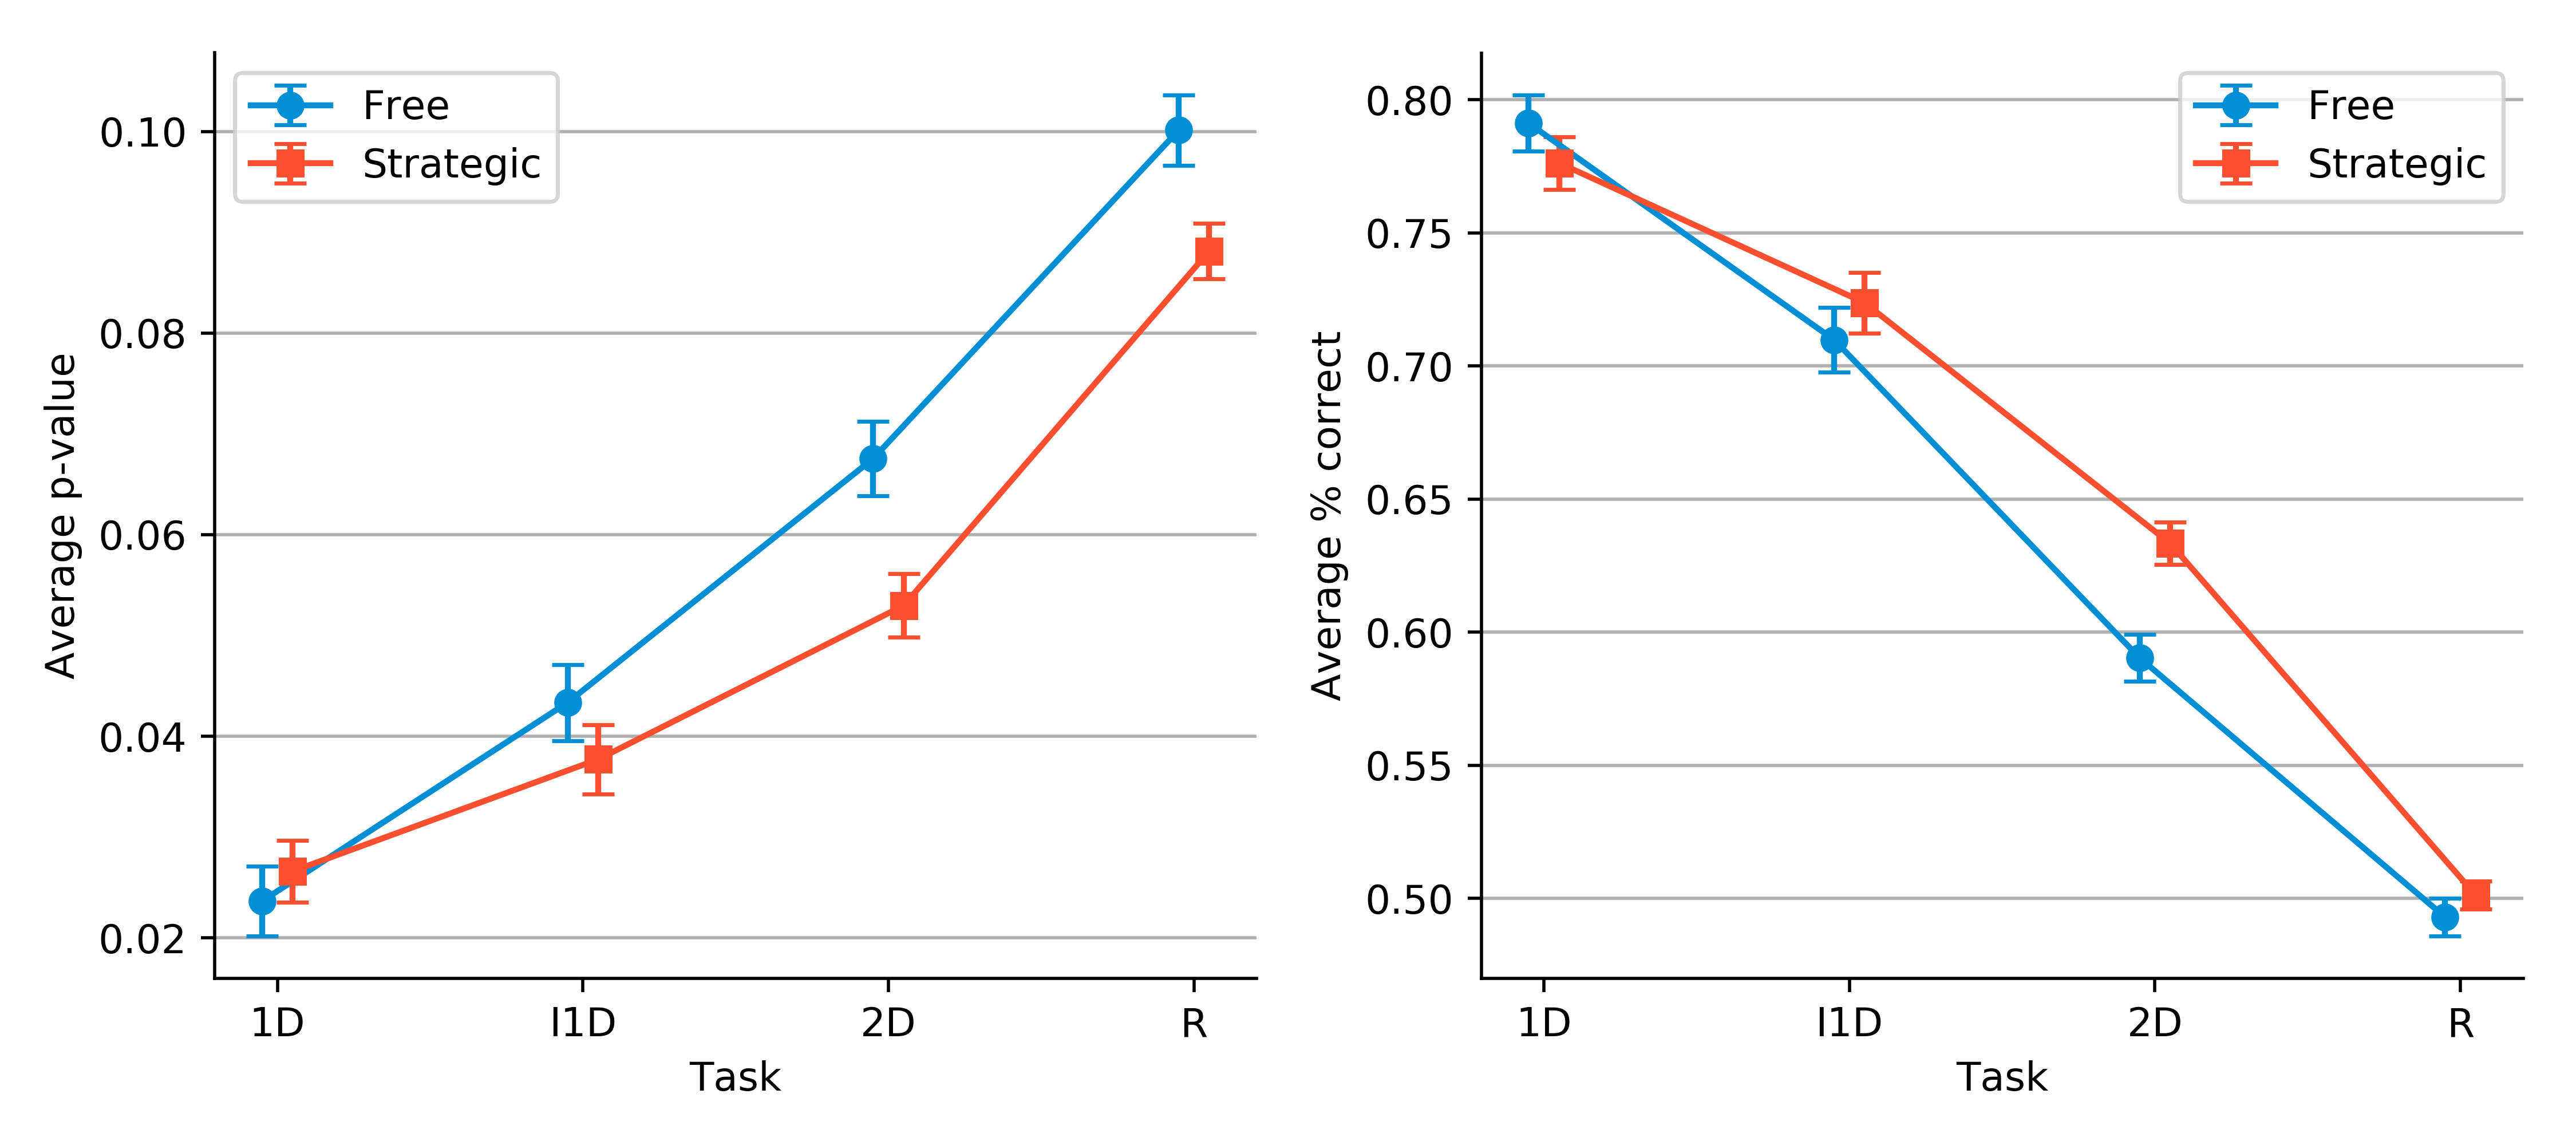 Free
Strategic
0.10
0.08
0.06
0.04
0.02
Average p-value
1D
I1D
2D
R
Task
Free
Strategic
0.80
0.75
0.70
0.65
0.60
0.55
0.50
Average % correct
1D
I1D
2D
R
Task